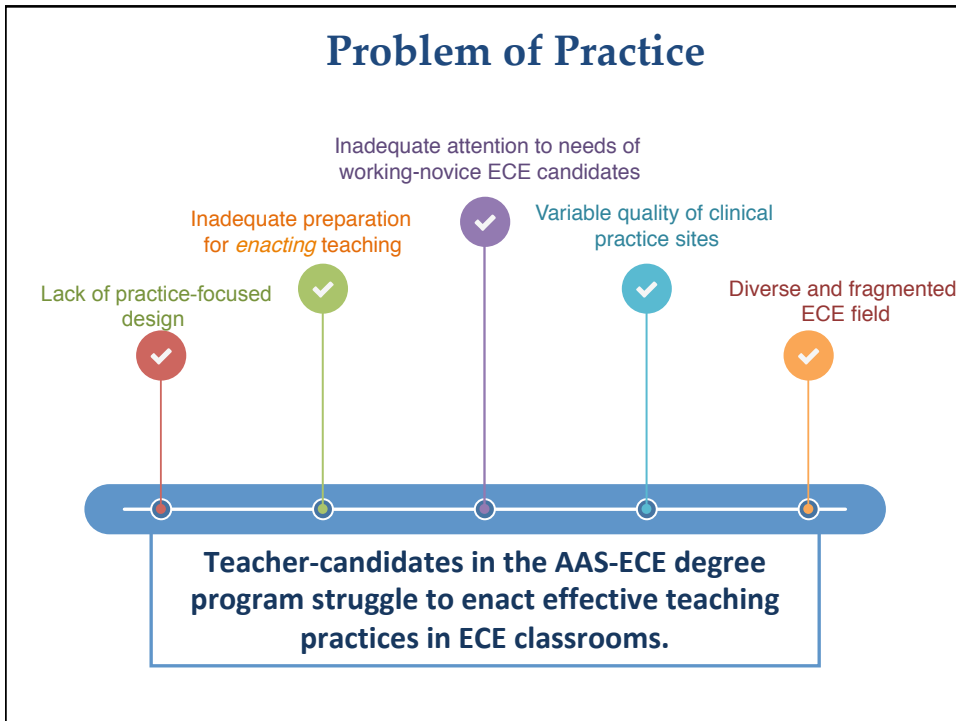 Problem of Practice
Inadequate attention to needs of
working-novice ECE candidates
Inadequate preparation
for enacting teaching
Variable quality of clinical
practice sites
Lack of practice-focused
design
Diverse and fragmented
ECE field
Teacher-candidates in the AAS-ECE degree
program struggle to enact effective teaching
practices in ECE classrooms.